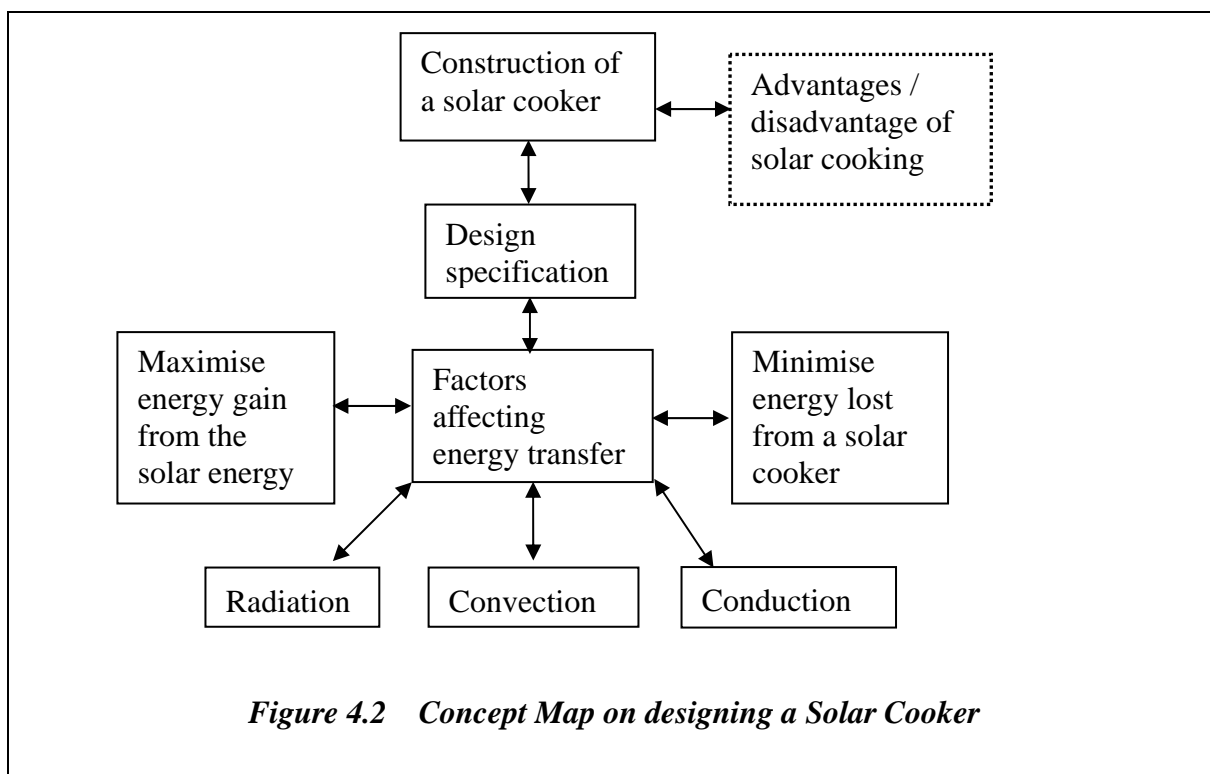 Construction of
a solar cooker
Advantages /
disadvantage of
solar cooking
Design
specification
Maximise
energy gain
from the
solar energy
Factors
affecting
energy transfer
Minimise
energy lost
from a solar
cooker
Radiation
Convection
Conduction
Figure 4.2 Concept Map on designing a Solar Cooker